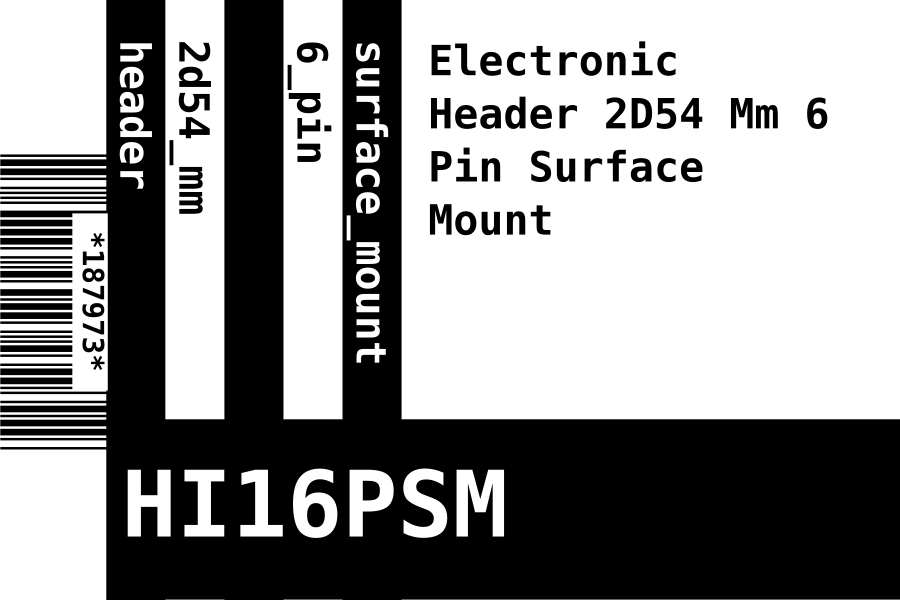 *187973*
header
2d54_mm
6_pin
surface_mount
Electronic
Header 2D54 Mm 6
Pin Surface
Mount
HI16PSM